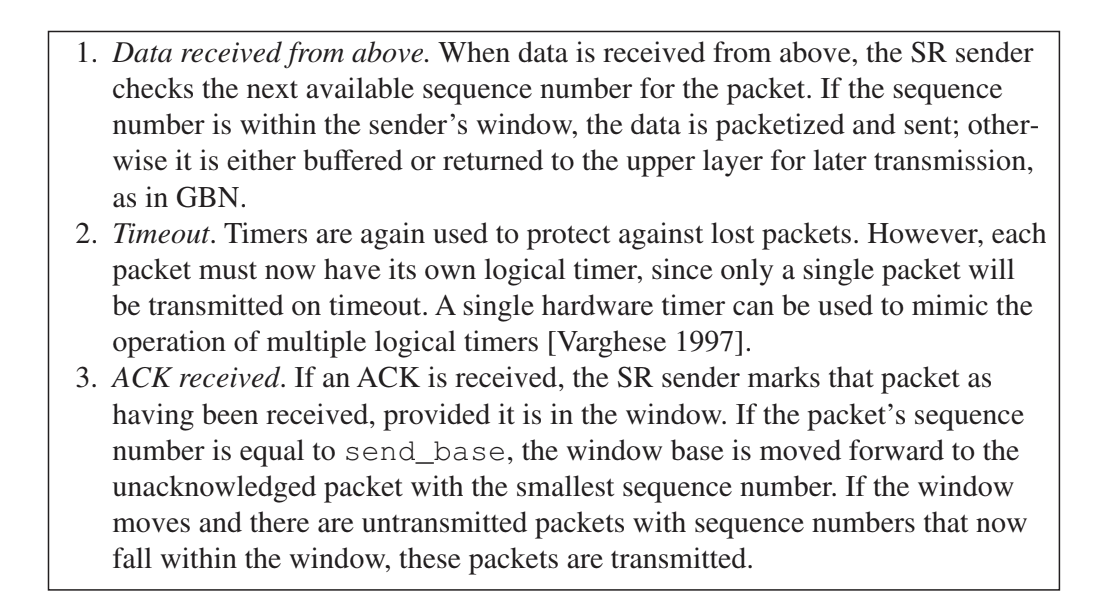 1. Data received from above. When data is received from above, the SR sender
checks the next available sequence number for the packet. If the sequence
number is within the sender's window, the data is packetized and sent; other-
wise it is either buffered or returned to the upper layer for later transmission,
as in GBN.
2. Timeout. Timers are again used to protect against lost packets. However, each
packet must now have its own logical timer, since only a single packet will
be transmitted on timeout. A single hardware timer can be used to mimic the
operation of multiple logical timers [Varghese 1997].
3. ACK received. If an ACK is received, the SR sender marks that packet as
having been received, provided it is in the window. If the packet's sequence
number is equal to send_base, the window base is moved forward to the
unacknowledged packet with the smallest sequence number. If the window
moves and there are untransmitted packets with sequence numbers that now
fall within the window, these packets are transmitted.